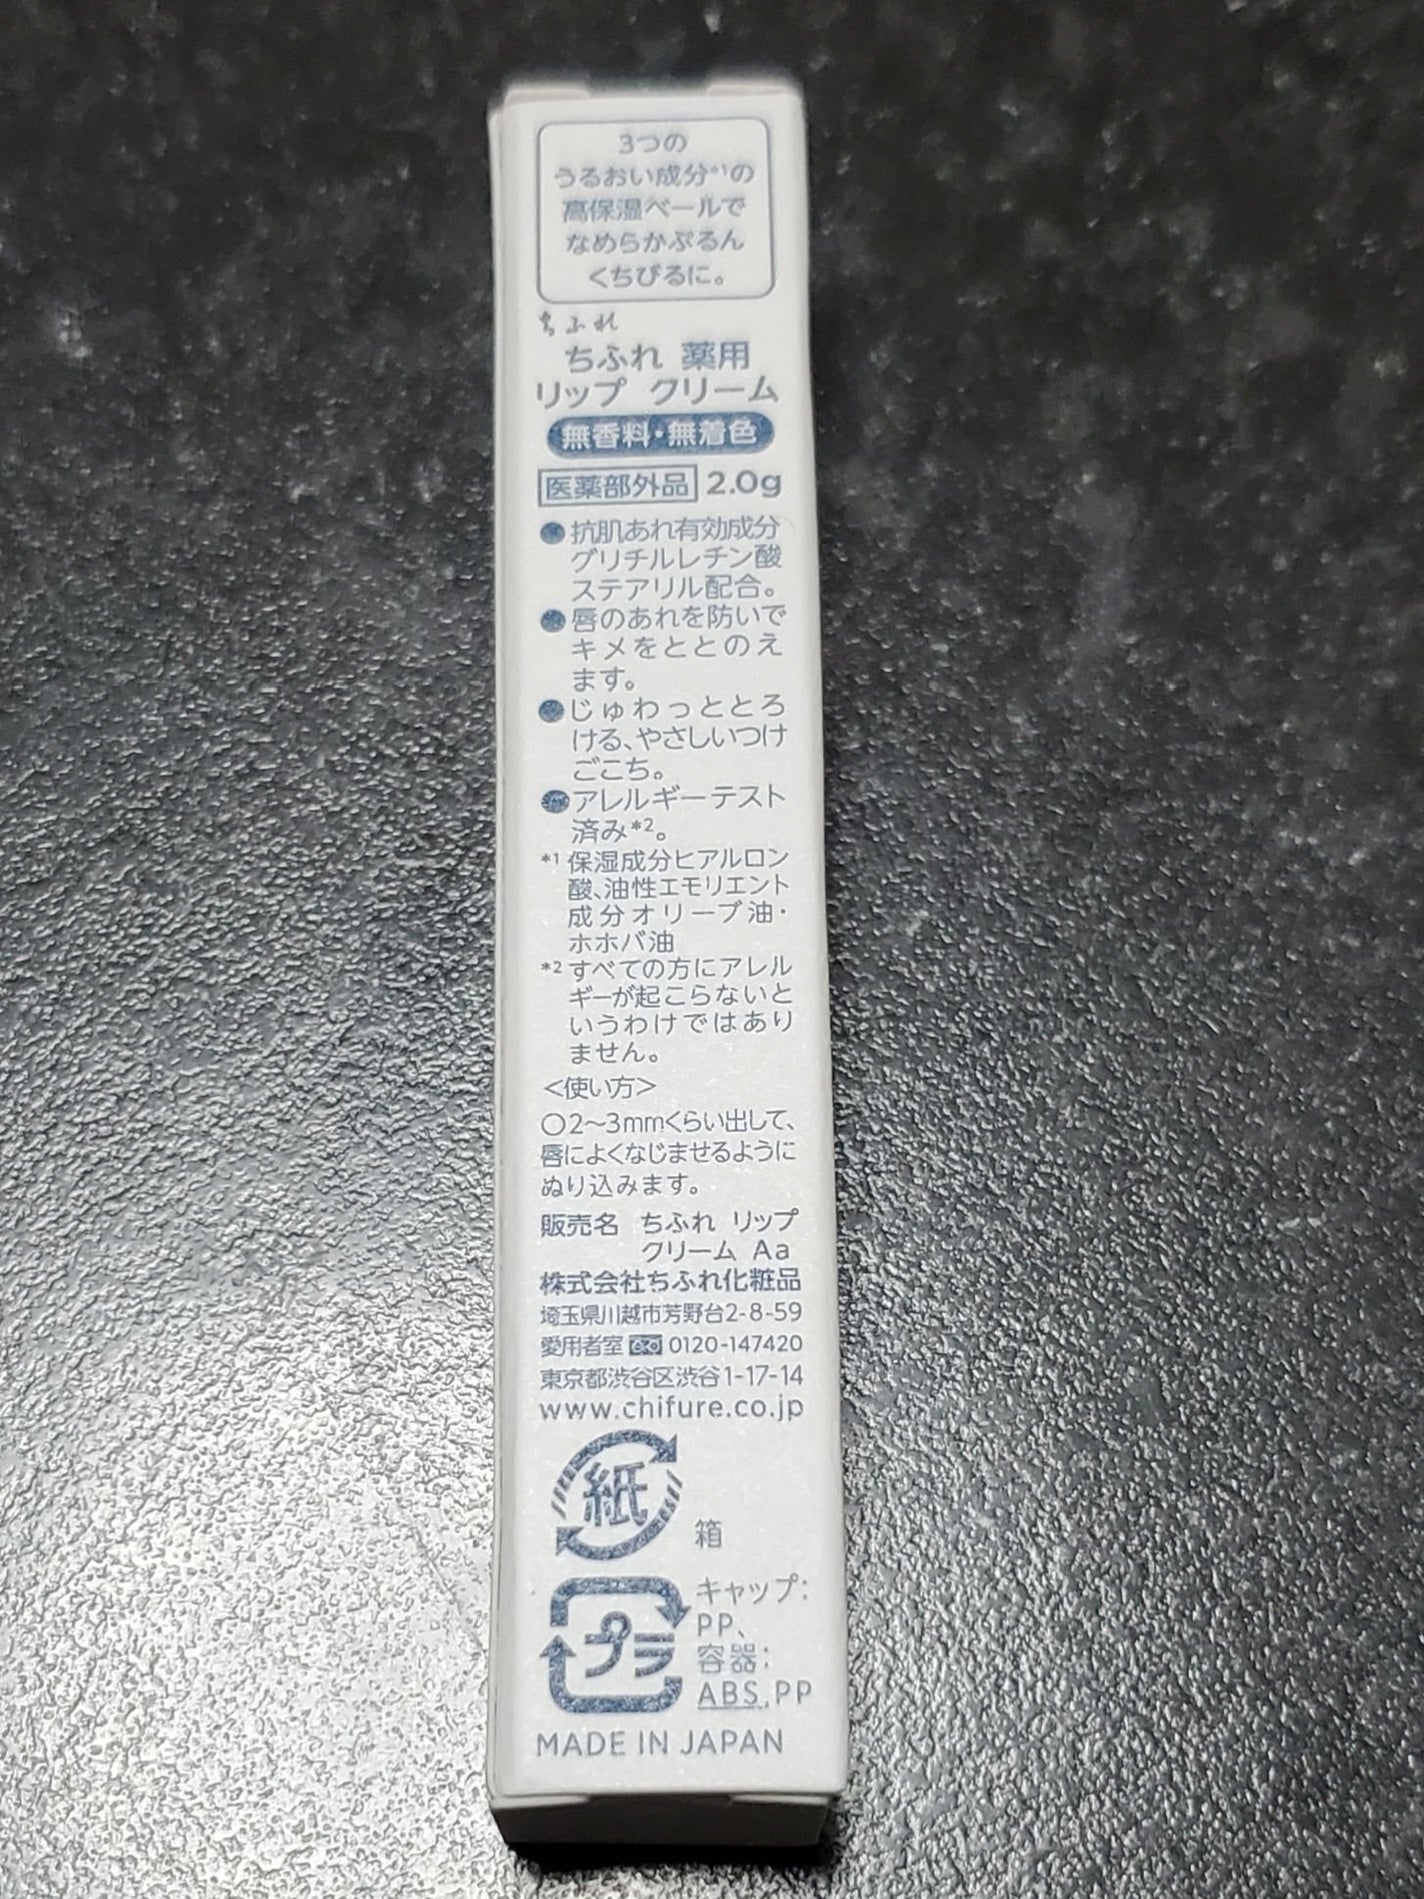 3つの
うるおい成分*1の
高保湿ベールで
なめらかぷるん
くちびるに。
ちふれ
ちふれ 薬用
リップ クリーム
無香料・無着色
医薬部外品 2.0g
●抗肌あれ有効成分
グリチルレチン酸
ステアリル配合。
●唇のあれを防いで
キメをととのえ
ます。
●じゅわっととろ
ける、やさしいつけ
ごこち。
●アレルギーテスト
済み*2。
*1 保湿成分ヒアルロン
酸、油性エモリエント
成分オリーブ油・
ホホバ油
*2 すべての方にアレル
ギーが起こらないと
いうわけではあり
ません。
<使い方>
○2〜3mmくらい出して、
唇によくなじませるように
ぬり込みます。
販売名 ちふれ リップ
クリーム Aa
株式会社ちふれ化粧品
埼玉県川越市芳野台2-8-59
愛用者室 0120-147420
東京都渋谷区渋谷1-17-14
www.chifure.co.jp
紙 箱
プラ キャップ:
PP、
容器:
ABS,PP
MADE IN JAPAN